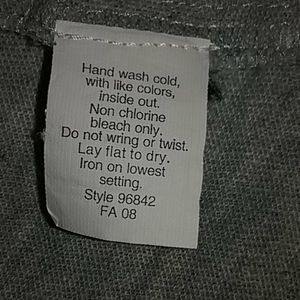 Hand wash cold,
with like colors,
inside out.
Non chlorine
bleach only.
Do not wring or twist.
Lay flat to dry.
Iron on lowest
setting.
Style 96842
FA 08